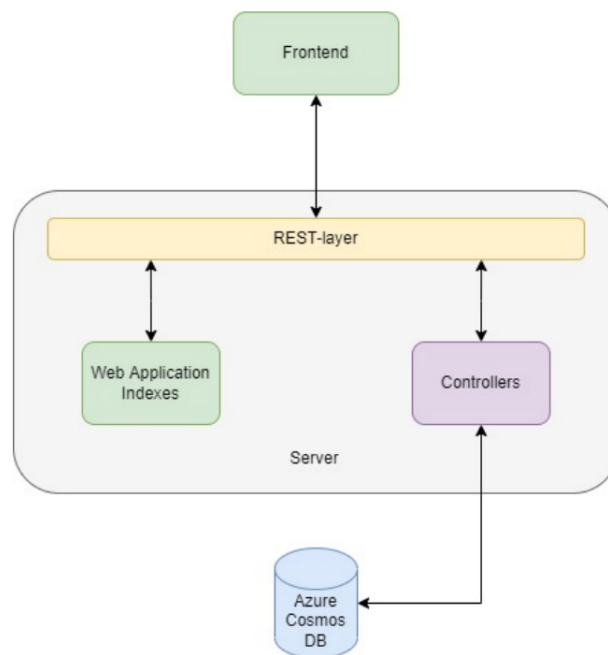 Frontend
REST-layer
Web Application
Indexes
Controllers
Server
Azure
Cosmos
DB